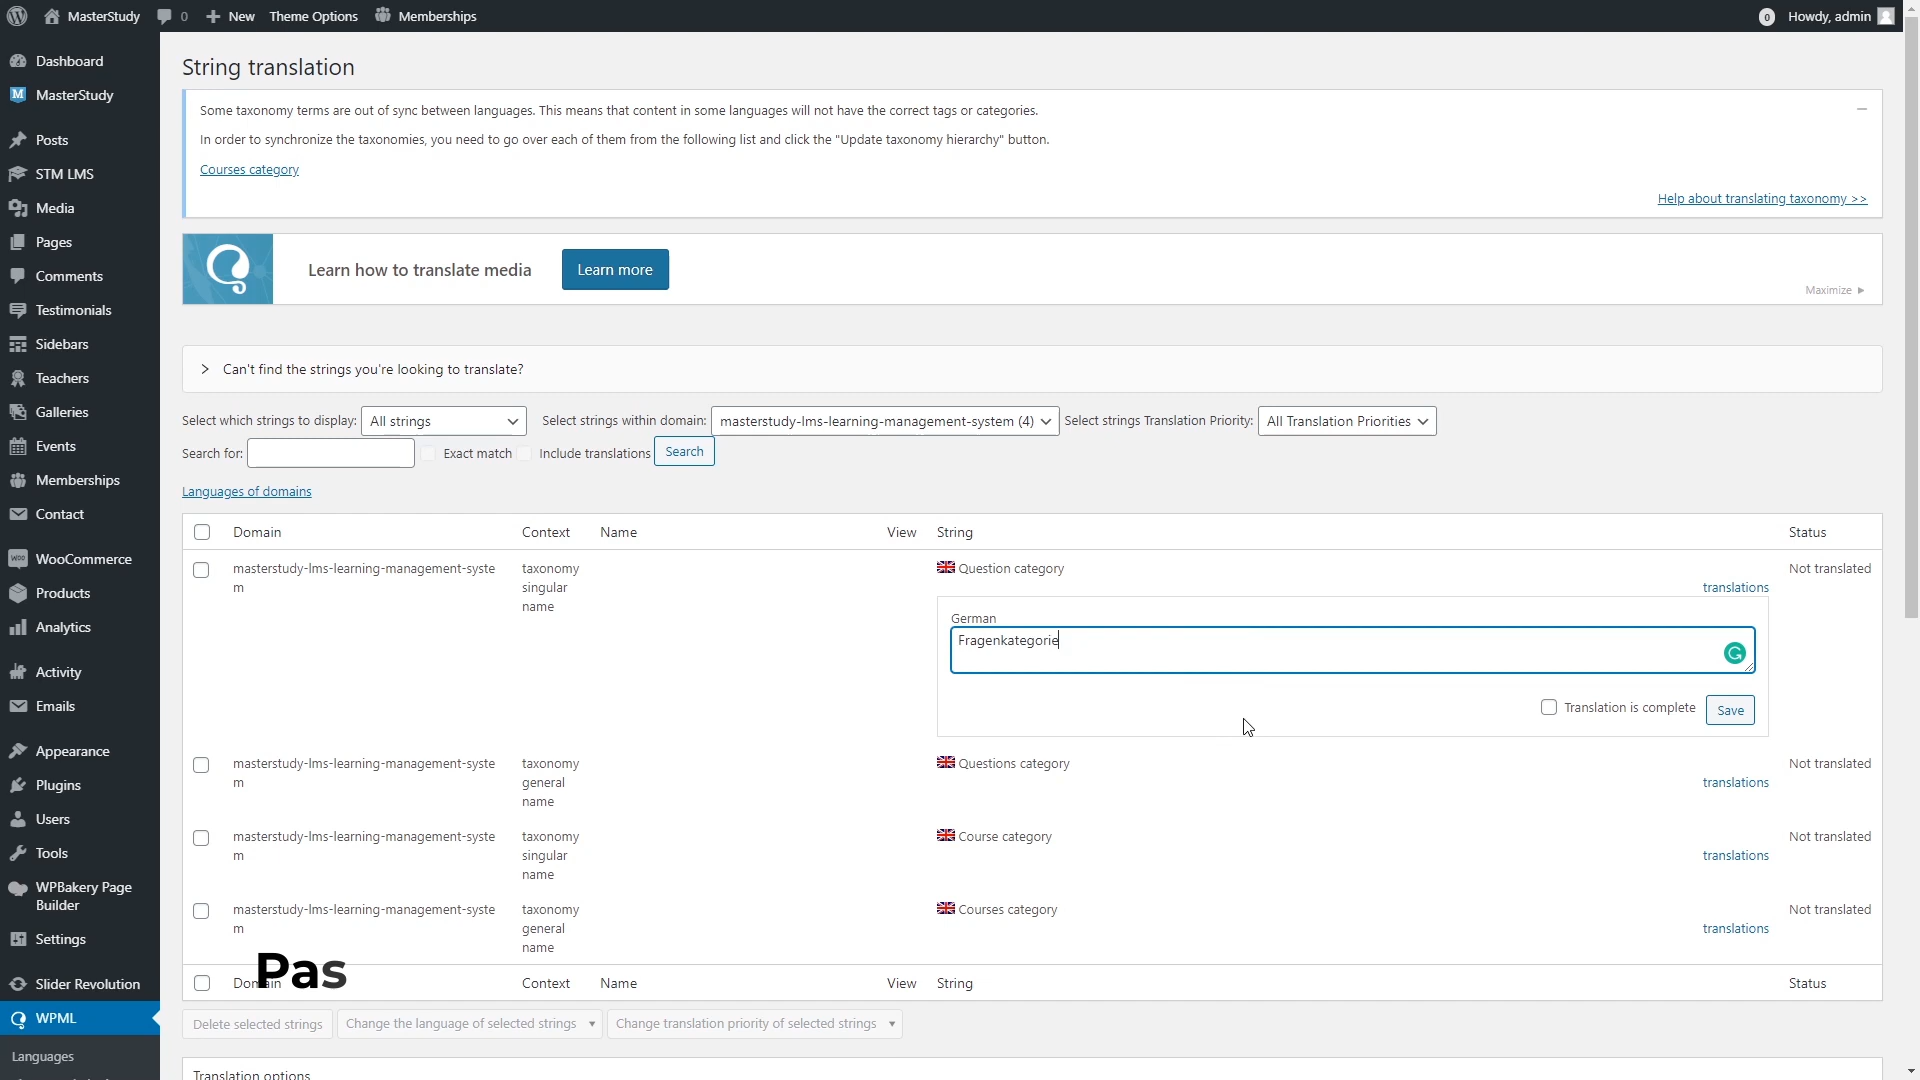 MasterStudy 0 New Theme Options Memberships 0 Howdy, admin
Dashboard
MasterStudy
Posts
STM LMS
Media
Pages
Comments
Testimonials
Sidebars
Teachers
Galleries
Events
Memberships
Contact
WooCommerce
Products
Analytics
Activity
Emails
Appearance
Plugins
Users
Tools
WPBakery Page
Builder
Settings
Slider Revolution
WPML
Languages
String translation
Some taxonomy terms are out of sync between languages. This means that content in some languages will not have the correct tags or categories.
In order to synchronize the taxonomies, you need to go over each of them from the following list and click the "Update taxonomy hierarchy" button.
Courses category
Help about translating taxonomy >>
Learn how to translate media Learn more
Maximize
Can't find the strings you're looking to translate?
Select which strings to display: All strings Select strings within domain: masterstudy-lms-learning-management-system (4) Select strings Translation Priority: All Translation Priorities
Search for: Exact match Include translations Search
Languages of domains
Domain Context Name View String Status
masterstudy-lms-learning-management-syste taxonomy Question category Not translated
m singular translations
name
German
Fragenkategorie
Translation is complete Save
masterstudy-lms-learning-management-syste taxonomy Questions category Not translated
m general translations
name
masterstudy-lms-learning-management-syste taxonomy Course category Not translated
m singular translations
name
masterstudy-lms-learning-management-syste taxonomy Courses category Not translated
m general translations
name
Pas
Domain Context Name View String Status
Delete selected strings Change the language of selected strings Change translation priority of selected strings
Translation options